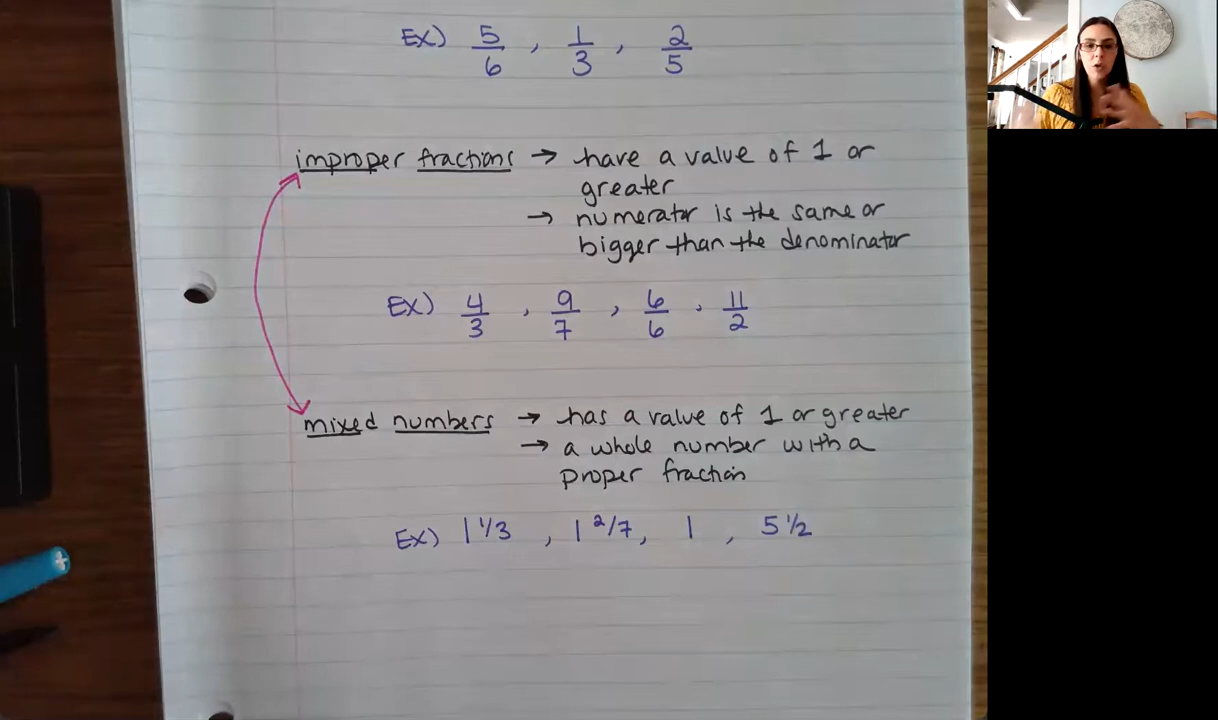 Ex) 5/6 , 1/3 , 2/5
improper fractions → have a value of 1 or
greater
→ numerator is the same or
bigger than the denominator
Ex) 4/3 , 9/7 , 6/6 , 11/2
mixed numbers → has a value of 1 or greater
→ a whole number with a
proper fraction
Ex) 1 1/3 , 1 2/7 , 1 , 5 1/2